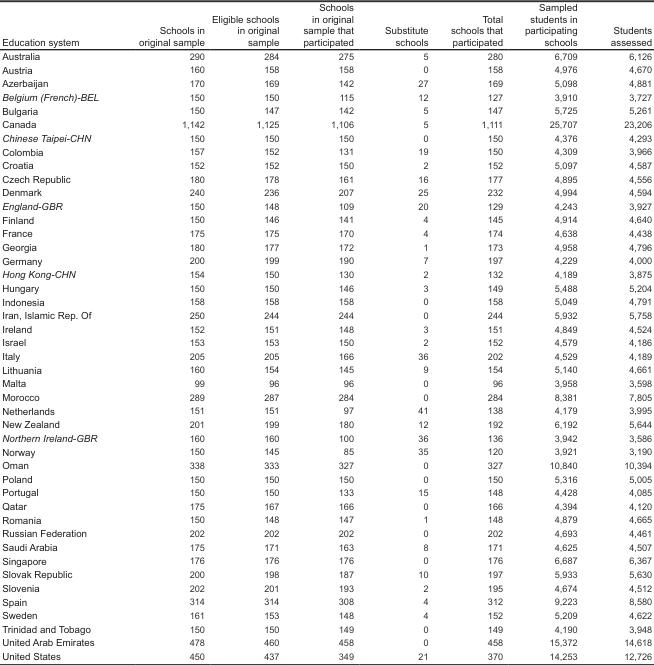 Education system Schools in original sample Eligible schools in original sample Schools in original sample that participated Substitute schools Total schools that participated Sampled students in participating schools Students assessed
Australia 290 284 275 5 280 6,709 6,126
Austria 160 158 158 0 158 4,976 4,670
Azerbaijan 170 169 142 27 169 5,098 4,881
Belgium (French)-BEL 150 150 115 12 127 3,910 3,727
Bulgaria 150 147 142 5 147 5,725 5,261
Canada 1,142 1,125 1,106 5 1,111 25,707 23,206
Chinese Taipei-CHN 150 150 150 0 150 4,376 4,293
Colombia 157 152 131 19 150 4,309 3,966
Croatia 152 152 150 2 152 5,097 4,587
Czech Republic 180 178 161 16 177 4,895 4,556
Denmark 240 236 207 25 232 4,994 4,594
England-GBR 150 148 109 20 129 4,243 3,927
Finland 150 146 141 4 145 4,914 4,640
France 175 175 170 4 174 4,638 4,438
Georgia 180 177 172 1 173 4,958 4,796
Germany 200 199 190 7 197 4,229 4,000
Hong Kong-CHN 154 150 130 2 132 4,189 3,875
Hungary 150 150 146 3 149 5,488 5,204
Indonesia 158 158 158 0 158 5,049 4,791
Iran, Islamic Rep. Of 250 244 244 0 244 5,932 5,758
Ireland 152 151 148 3 151 4,849 4,524
Israel 153 153 150 2 152 4,579 4,186
Italy 205 205 166 36 202 4,529 4,189
Lithuania 160 154 145 9 154 5,140 4,661
Malta 99 96 96 0 96 3,958 3,598
Morocco 289 287 284 0 284 8,381 7,805
Netherlands 151 151 97 41 138 4,179 3,995
New Zealand 201 199 180 12 192 6,192 5,644
Northern Ireland-GBR 160 160 100 36 136 3,942 3,586
Norway 150 145 85 35 120 3,921 3,190
Oman 338 333 327 0 327 10,840 10,394
Poland 150 150 150 0 150 5,316 5,005
Portugal 150 150 133 15 148 4,428 4,085
Qatar 175 167 166 0 166 4,394 4,120
Romania 150 148 147 1 148 4,879 4,665
Russian Federation 202 202 202 0 202 4,693 4,461
Saudi Arabia 175 171 163 8 171 4,625 4,507
Singapore 176 176 176 0 176 6,687 6,367
Slovak Republic 200 198 187 10 197 5,933 5,630
Slovenia 202 201 193 2 195 4,674 4,512
Spain 314 314 308 4 312 9,223 8,580
Sweden 161 153 148 4 152 5,209 4,622
Trinidad and Tobago 150 150 149 0 149 4,190 3,948
United Arab Emirates 478 460 458 0 458 15,372 14,618
United States 450 437 349 21 370 14,253 12,726